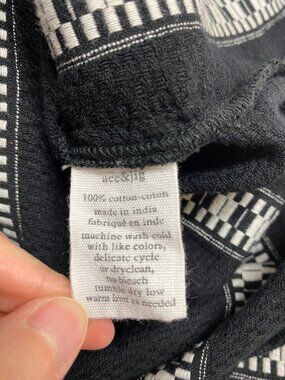 ace&jig
100% cotton-coton
made in india
fabriqué en inde
machine wash cold
with like colors,
delicate cycle
or dryclean,
no bleach
tumble dry low
warm iron as needed